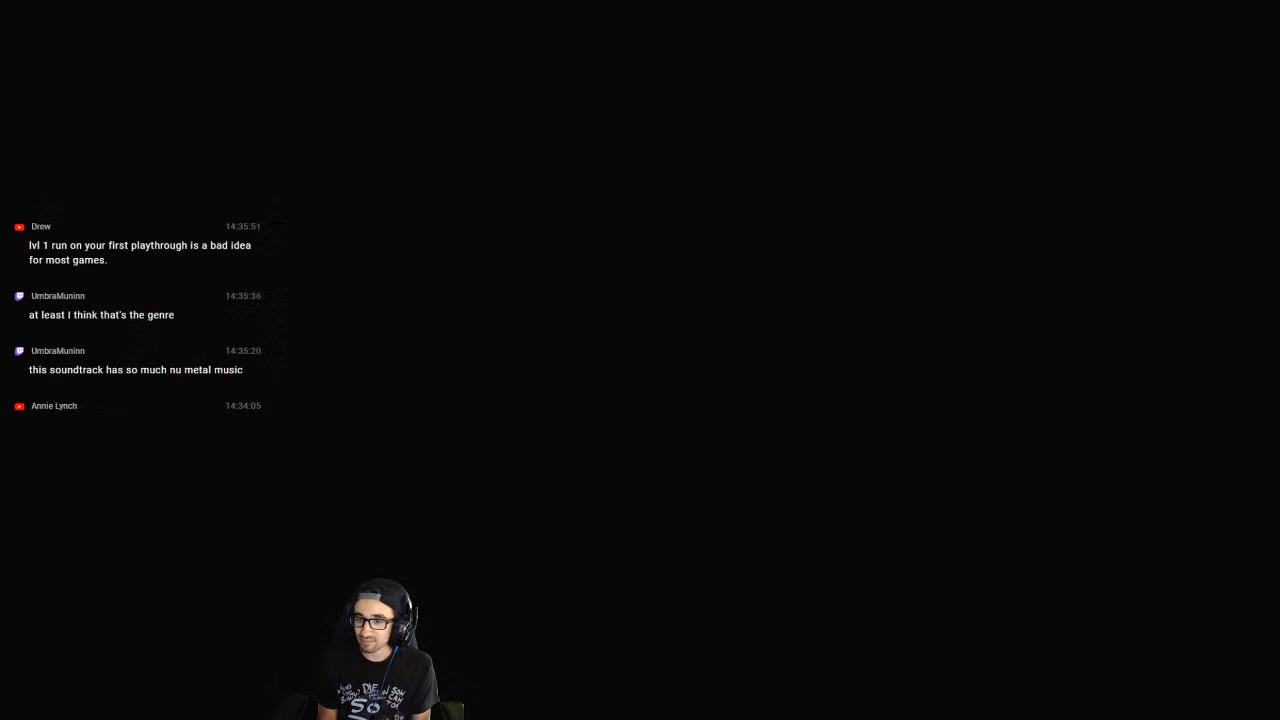 Drew 14:35:51
lvl 1 run on your first playthrough is a bad idea
for most games.
UmbraMuninn 14:35:36
at least I think that's the genre
UmbraMuninn 14:35:20
this soundtrack has so much nu metal music
Annie Lynch 14:34:05
DIE
SO